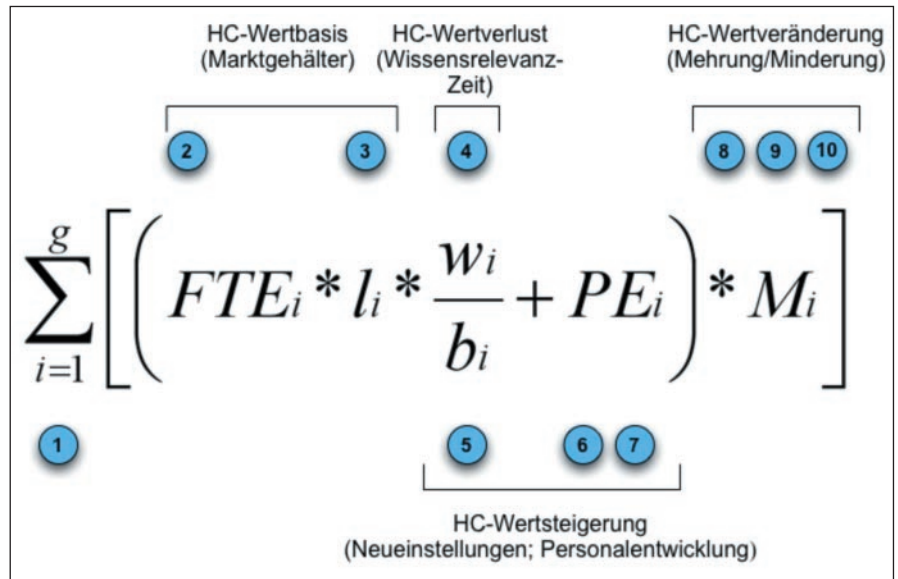 HC-Wertbasis
(Marktgehälter)
HC-Wertverlust
(Wissensrelevanz-
Zeit)
HC-Wertveränderung
(Mehrung/Minderung)
2 3 4 8 9 10
g
∑ [ ( FTEi * li * wi/bi + PEi ) * Mi ]
i=1
1 5 6 7
HC-Wertsteigerung
(Neueinstellungen; Personalentwicklung)